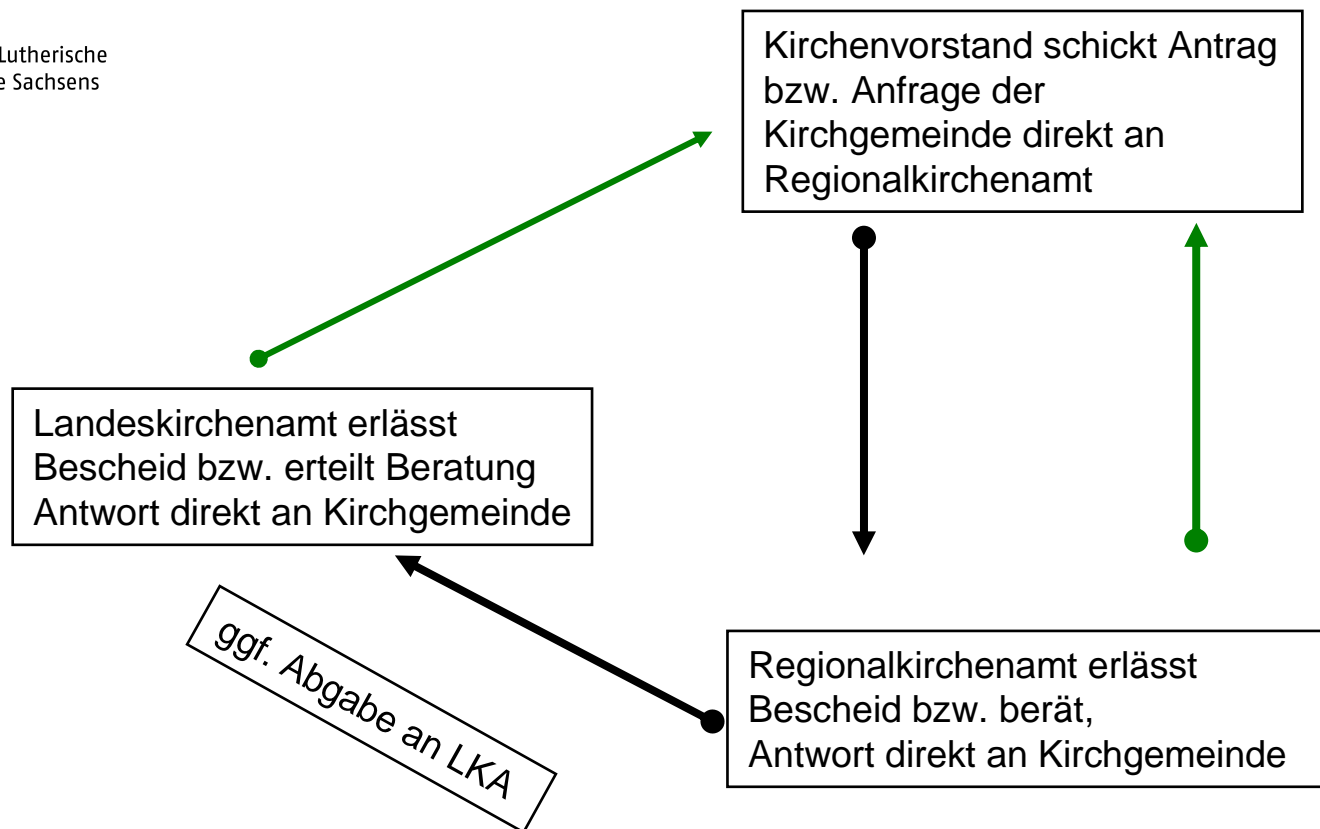 Lutherische
e Sachsens
Kirchenvorstand schickt Antrag
bzw. Anfrage der
Kirchgemeinde direkt an
Regionalkirchenamt
Landeskirchenamt erlässt
Bescheid bzw. erteilt Beratung
Antwort direkt an Kirchgemeinde
ggf. Abgabe an LKA
Regionalkirchenamt erlässt
Bescheid bzw. berät,
Antwort direkt an Kirchgemeinde